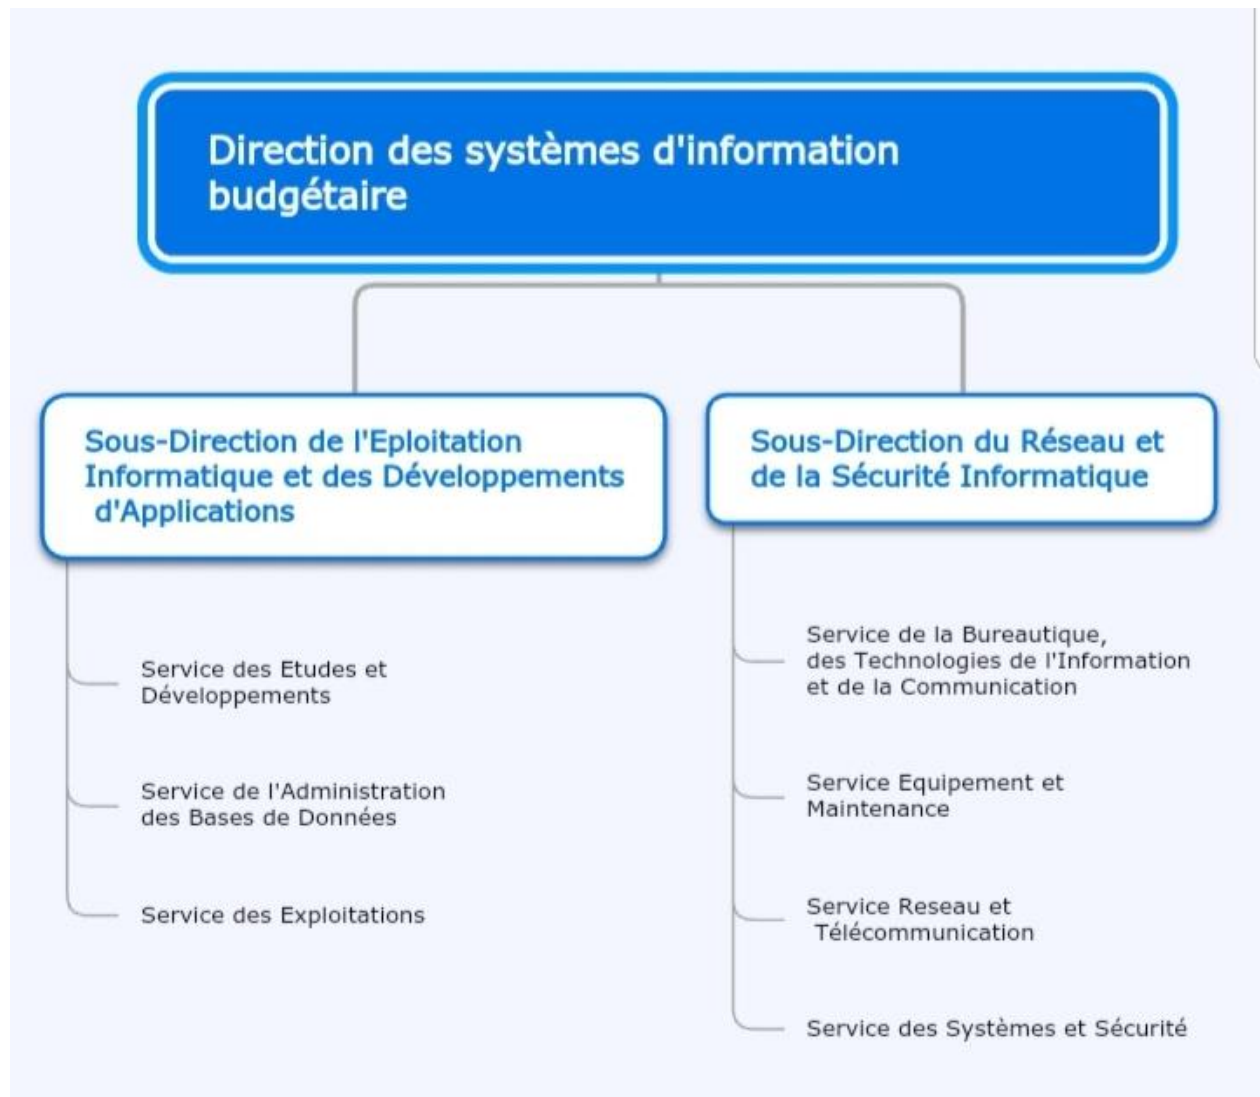 Direction des systèmes d'information
budgétaire
Sous-Direction de l'Eploitation
Informatique et des Développements
d'Applications
Service des Etudes et
Développements
Service de l'Administration
des Bases de Données
Service des Exploitations
Sous-Direction du Réseau et
de la Sécurité Informatique
Service de la Bureautique,
des Technologies de l'Information
et de la Communication
Service Equipement et
Maintenance
Service Reseau et
Télécommunication
Service des Systèmes et Sécurité